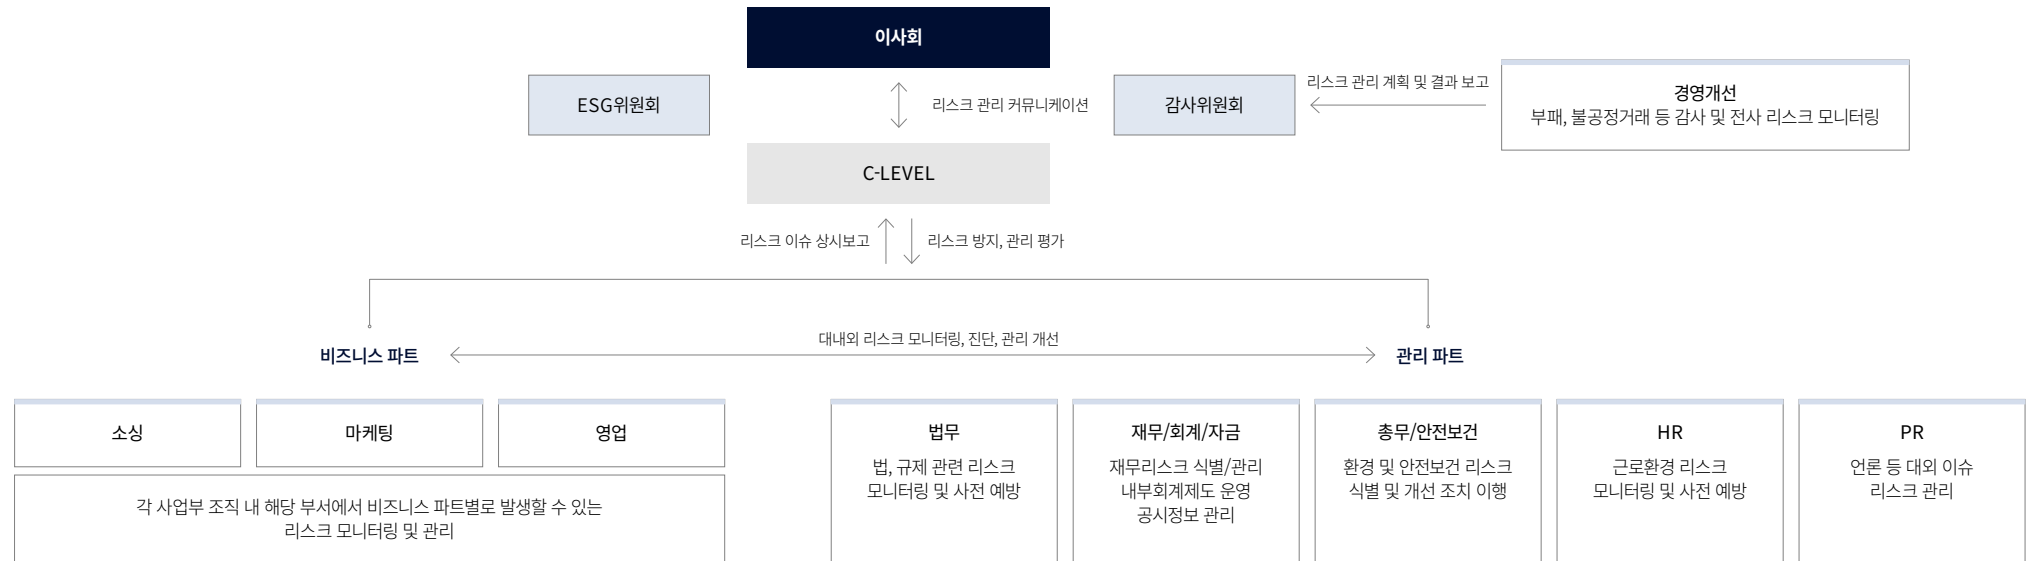 이사회
ESG위원회
리스크 관리 커뮤니케이션
감사위원회
리스크 관리 계획 및 결과 보고
경영개선
부패, 불공정거래 등 감사 및 전사 리스크 모니터링
C-LEVEL
리스크 이슈 상시보고
리스크 방지, 관리 평가
대내외 리스크 모니터링, 진단, 관리 개선
비즈니스 파트
관리 파트
소싱
마케팅
영업
각 사업부 조직 내 해당 부서에서 비즈니스 파트별로 발생할 수 있는
리스크 모니터링 및 관리
법무
법, 규제 관련 리스크
모니터링 및 사전 예방
재무/회계/자금
재무리스크 식별/관리
내부회계제도 운영
공시정보 관리
총무/안전보건
환경 및 안전보건 리스크
식별 및 개선 조치 이행
HR
근로환경 리스크
모니터링 및 사전 예방
PR
언론 등 대외 이슈
리스크 관리